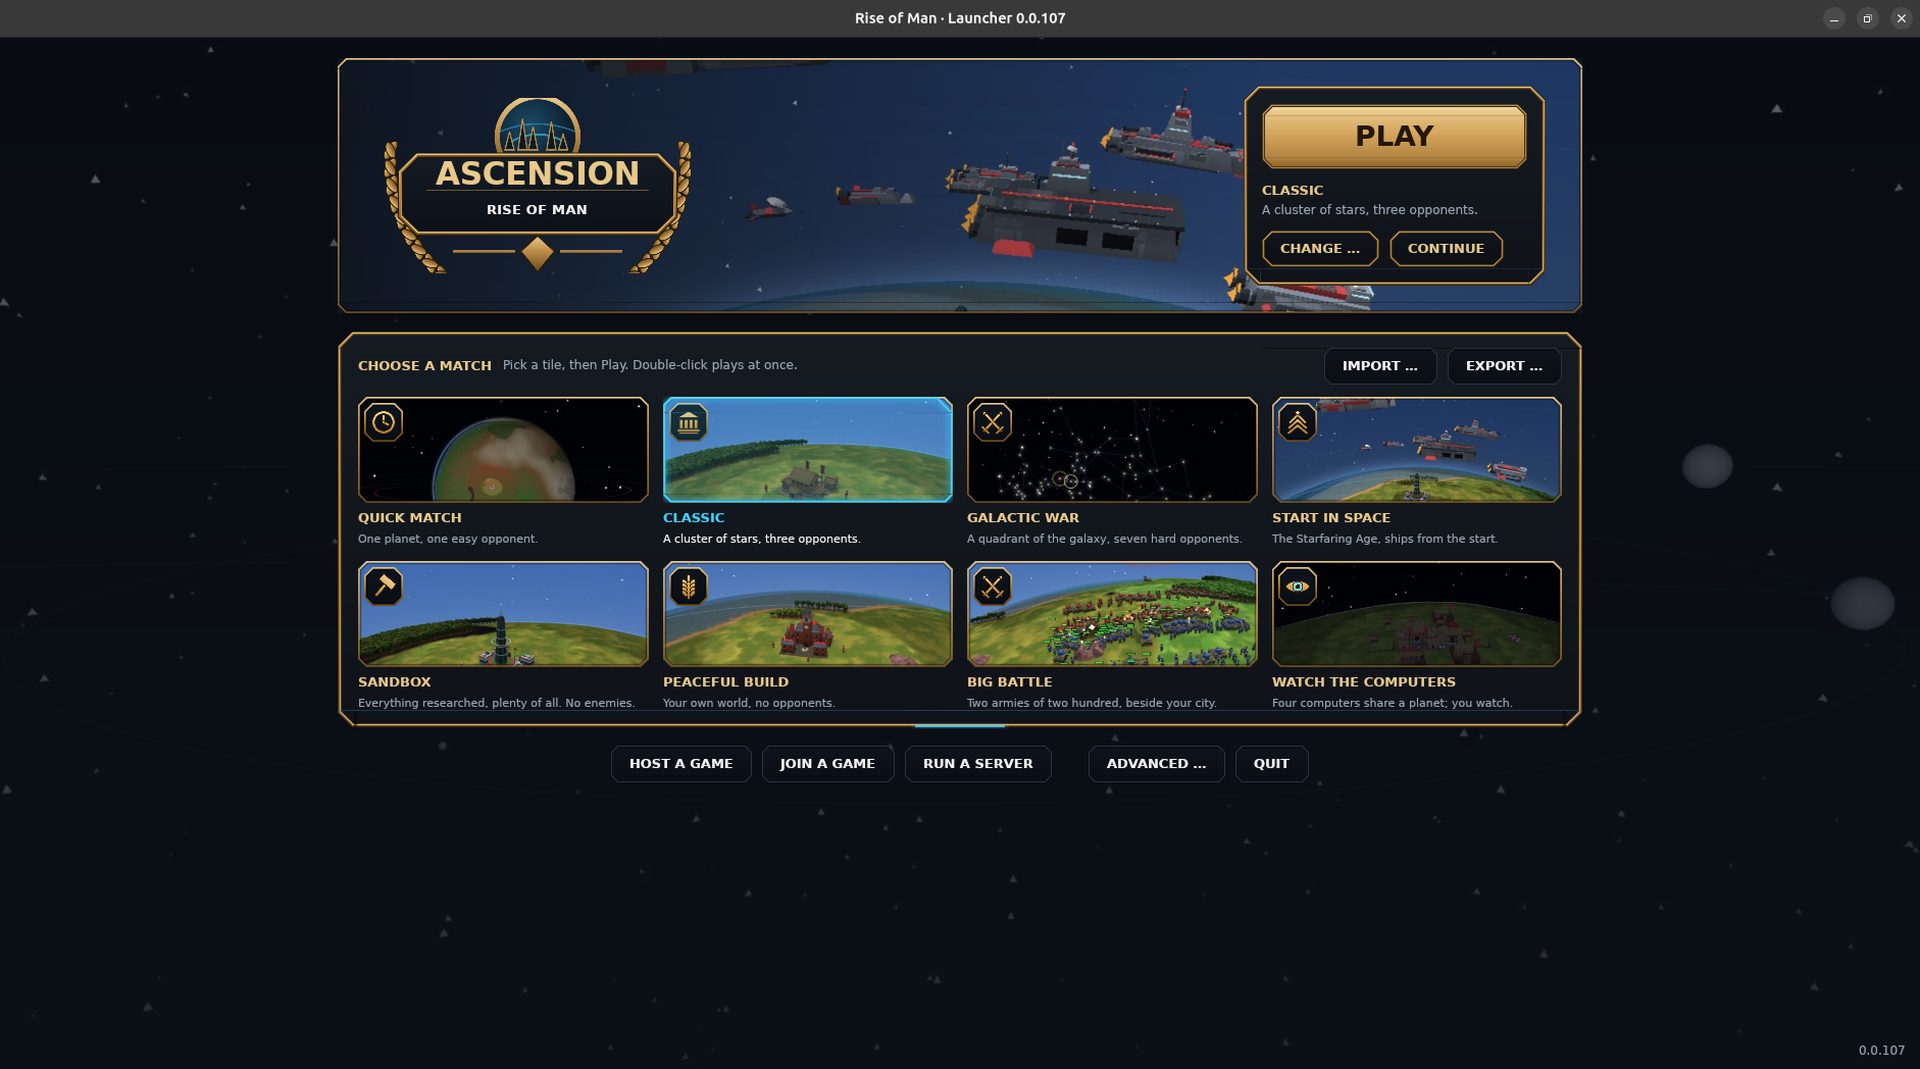 Rise of Man · Launcher 0.0.107
ASCENSION
RISE OF MAN
PLAY
CLASSIC
A cluster of stars, three opponents.
CHANGE ... CONTINUE
CHOOSE A MATCH Pick a tile, then Play. Double-click plays at once. IMPORT ... EXPORT ...
QUICK MATCH
One planet, one easy opponent.
CLASSIC
A cluster of stars, three opponents.
GALACTIC WAR
A quadrant of the galaxy, seven hard opponents.
START IN SPACE
The Starfaring Age, ships from the start.
SANDBOX
Everything researched, plenty of all. No enemies.
PEACEFUL BUILD
Your own world, no opponents.
BIG BATTLE
Two armies of two hundred, beside your city.
WATCH THE COMPUTERS
Four computers share a planet; you watch.
HOST A GAME JOIN A GAME RUN A SERVER ADVANCED ... QUIT
0.0.107